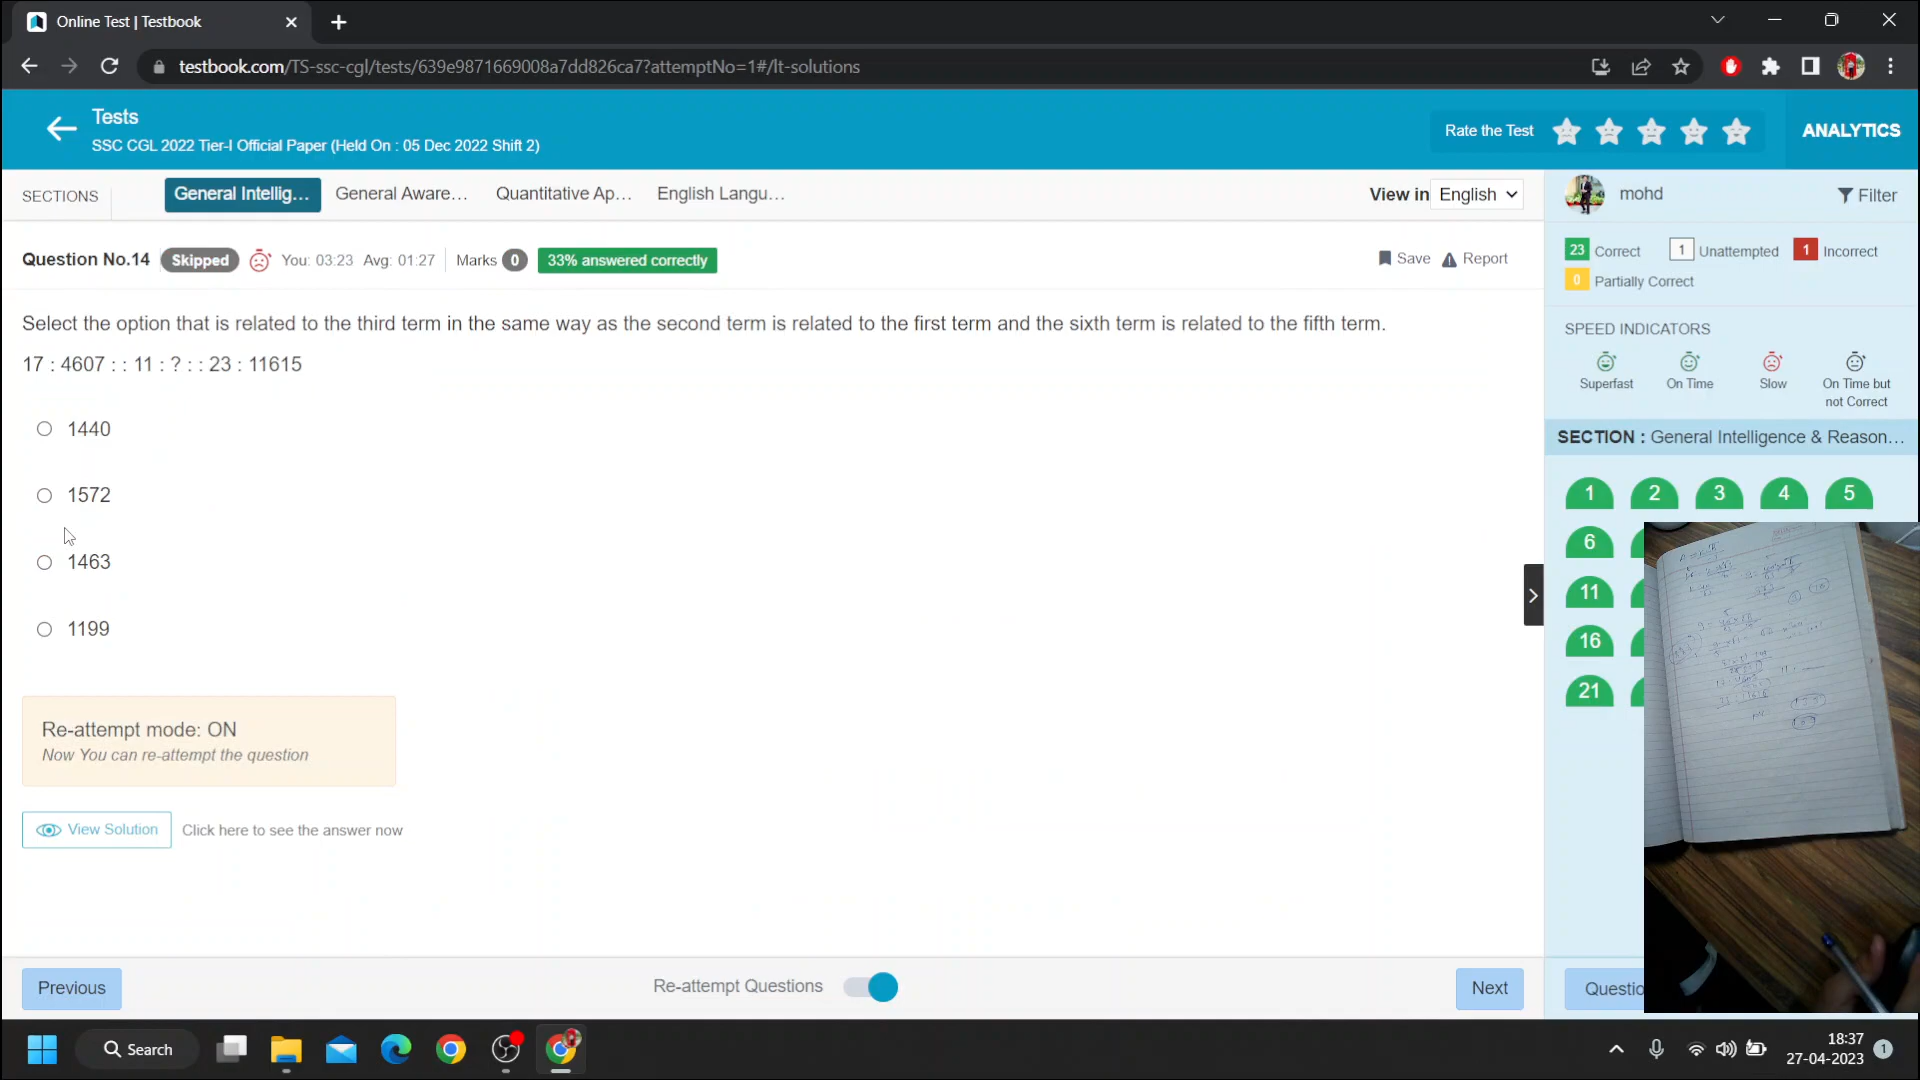 Online Test | Testbook
testbook.com/TS-ssc-cgl/tests/639e9871669008a7dd826ca7?attemptNo=1#/lt-solutions
Tests
SSC CGL 2022 Tier-I Official Paper (Held On : 05 Dec 2022 Shift 2)
Rate the Test
ANALYTICS
SECTIONS
General Intellig...
General Aware...
Quantitative Ap...
English Langu...
View in English
mohd
Filter
Question No.14 Skipped You: 03:23 Avg: 01:27 Marks 0 33% answered correctly
Save Report
23 Correct 1 Unattempted 1 Incorrect
0 Partially Correct
Select the option that is related to the third term in the same way as the second term is related to the first term and the sixth term is related to the fifth term.
17 : 4607 : : 11 : ? : : 23 : 11615
1440
1572
1463
1199
SPEED INDICATORS
Superfast
On Time
Slow
On Time but
not Correct
SECTION : General Intelligence & Reason...
1 2 3 4 5
6
11
16
21
Re-attempt mode: ON
Now You can re-attempt the question
View Solution Click here to see the answer now
Previous
Re-attempt Questions
Next
Questio
Search
18:37
27-04-2023
1